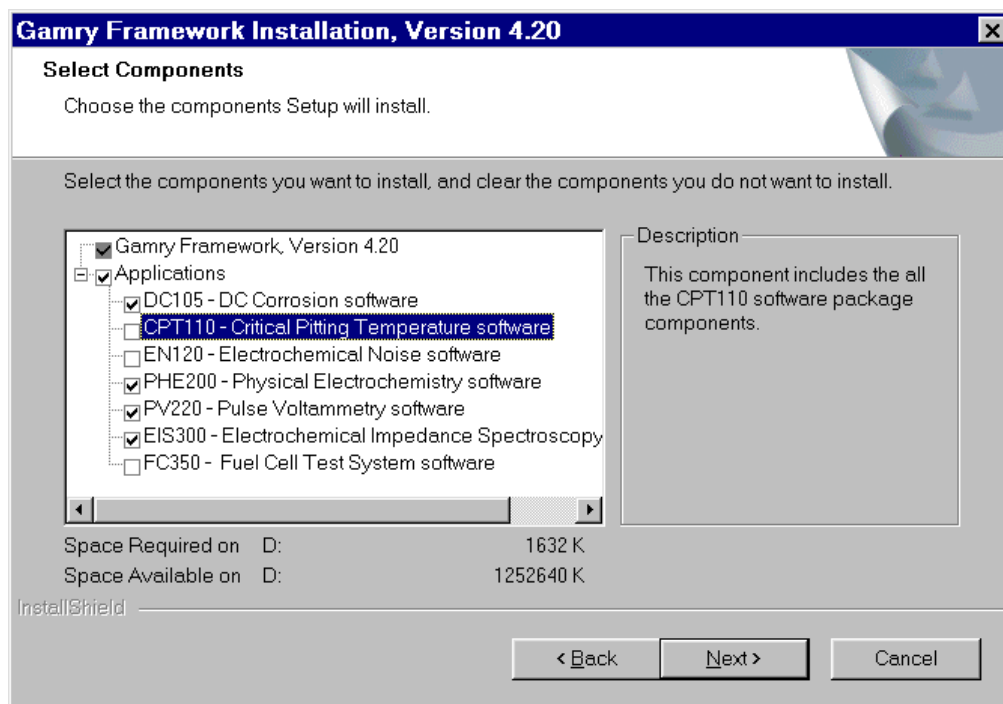 Gamry Framework Installation, Version 4.20
Select Components
Choose the components Setup will install.
Select the components you want to install, and clear the components you do not want to install.
Gamry Framework, Version 4.20
Applications
DC105 - DC Corrosion software
CPT110 - Critical Pitting Temperature software
EN120 - Electrochemical Noise software
PHE200 - Physical Electrochemistry software
PV220 - Pulse Voltammetry software
EIS300 - Electrochemical Impedance Spectroscopy
FC350 - Fuel Cell Test System software
Description
This component includes the all
the CPT110 software package
components.
Space Required on D: 1632 K
Space Available on D: 1252640 K
InstallShield
< Back Next > Cancel